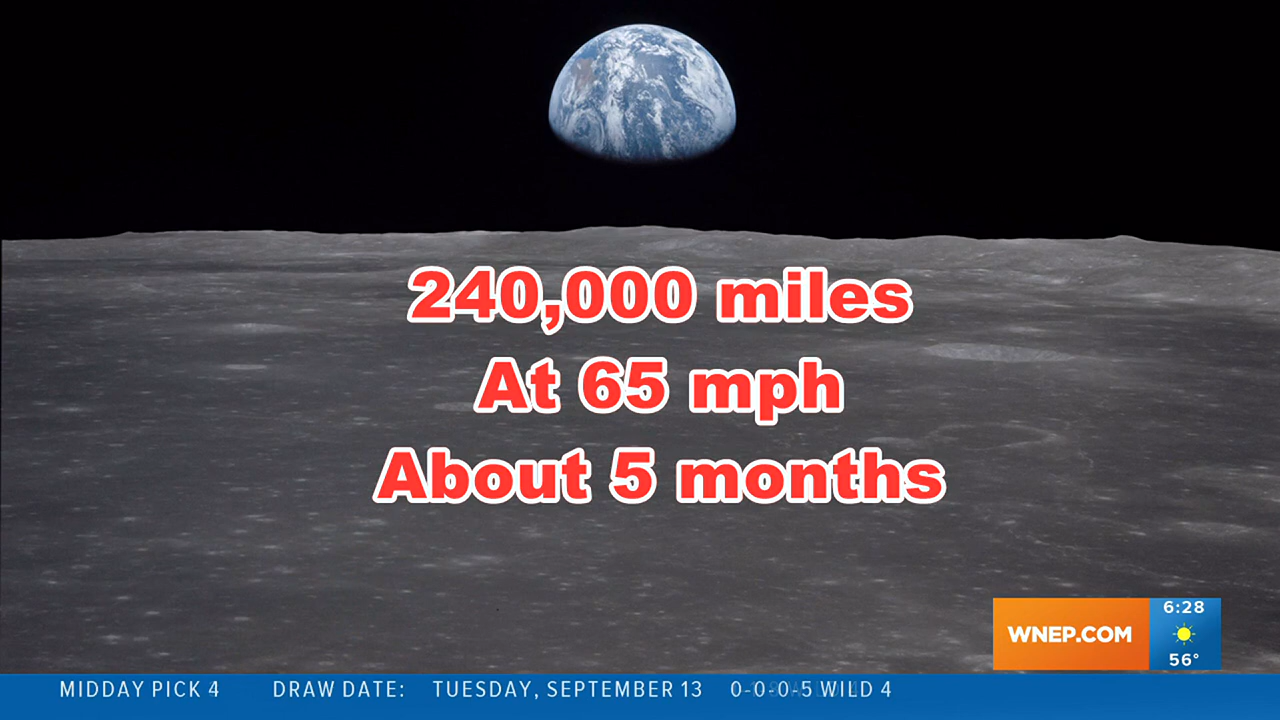 240,000 miles
At 65 mph
About 5 months
WNEP.COM
6:28
56°
MIDDAY PICK 4 DRAW DATE: TUESDAY, SEPTEMBER 13 0-0-0-5 WILD 4